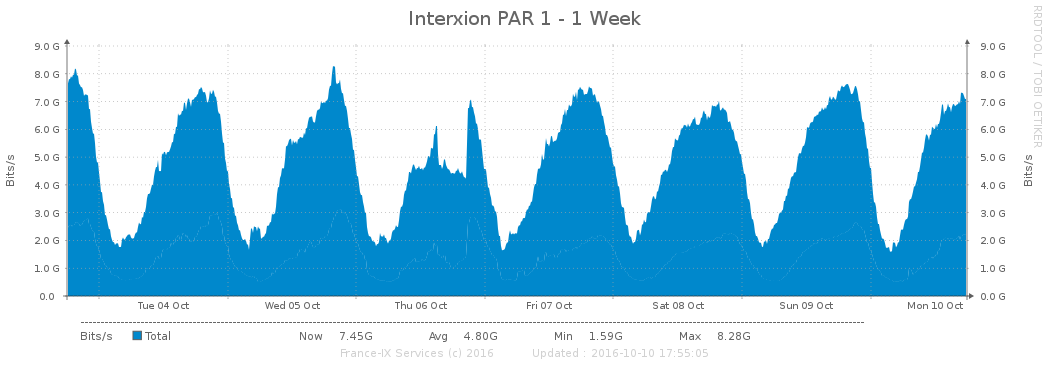 Interxion PAR 1 - 1 Week
RRDTOOL / TOBI OETIKER
Bits/s
9.0 G 9.0 G
8.0 G 8.0 G
7.0 G 7.0 G
6.0 G 6.0 G
5.0 G 5.0 G
4.0 G 4.0 G
3.0 G 3.0 G
2.0 G 2.0 G
1.0 G 1.0 G
0.0 0.0 G
Bits/s
Tue 04 Oct Wed 05 Oct Thu 06 Oct Fri 07 Oct Sat 08 Oct Sun 09 Oct Mon 10 Oct
Bits/s Total Now 7.45G Avg 4.80G Min 1.59G Max 8.28G
France-IX Services (c) 2016 Updated : 2016-10-10 17:55:05